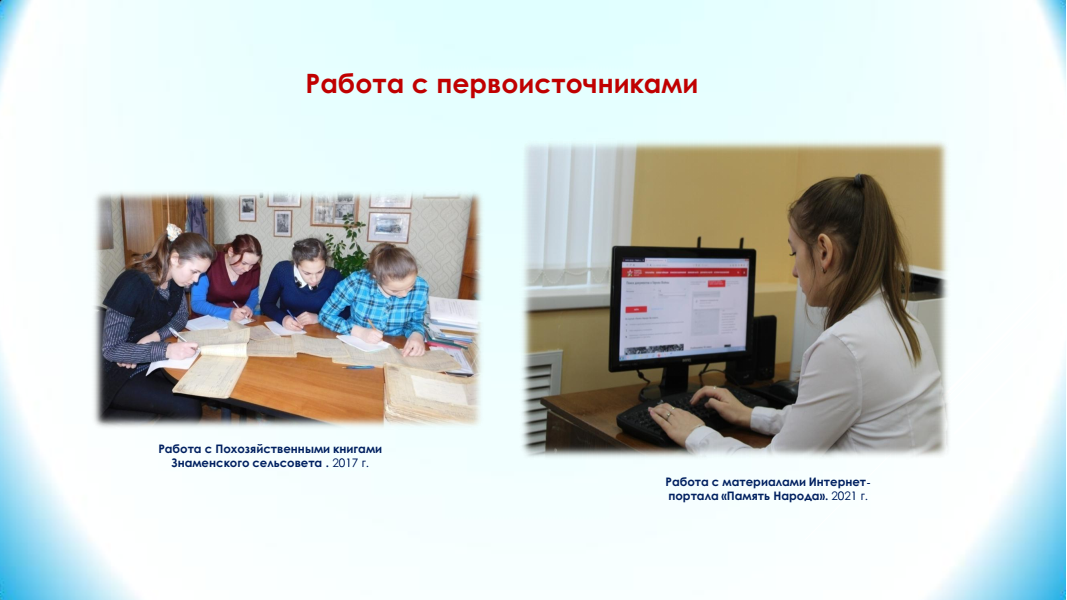 Работа с первоисточниками
Работа с Похозяйственными книгами
Знаменского сельсовета . 2017 г.
Работа с материалами Интернет-
портала «Память Народа». 2021 г.